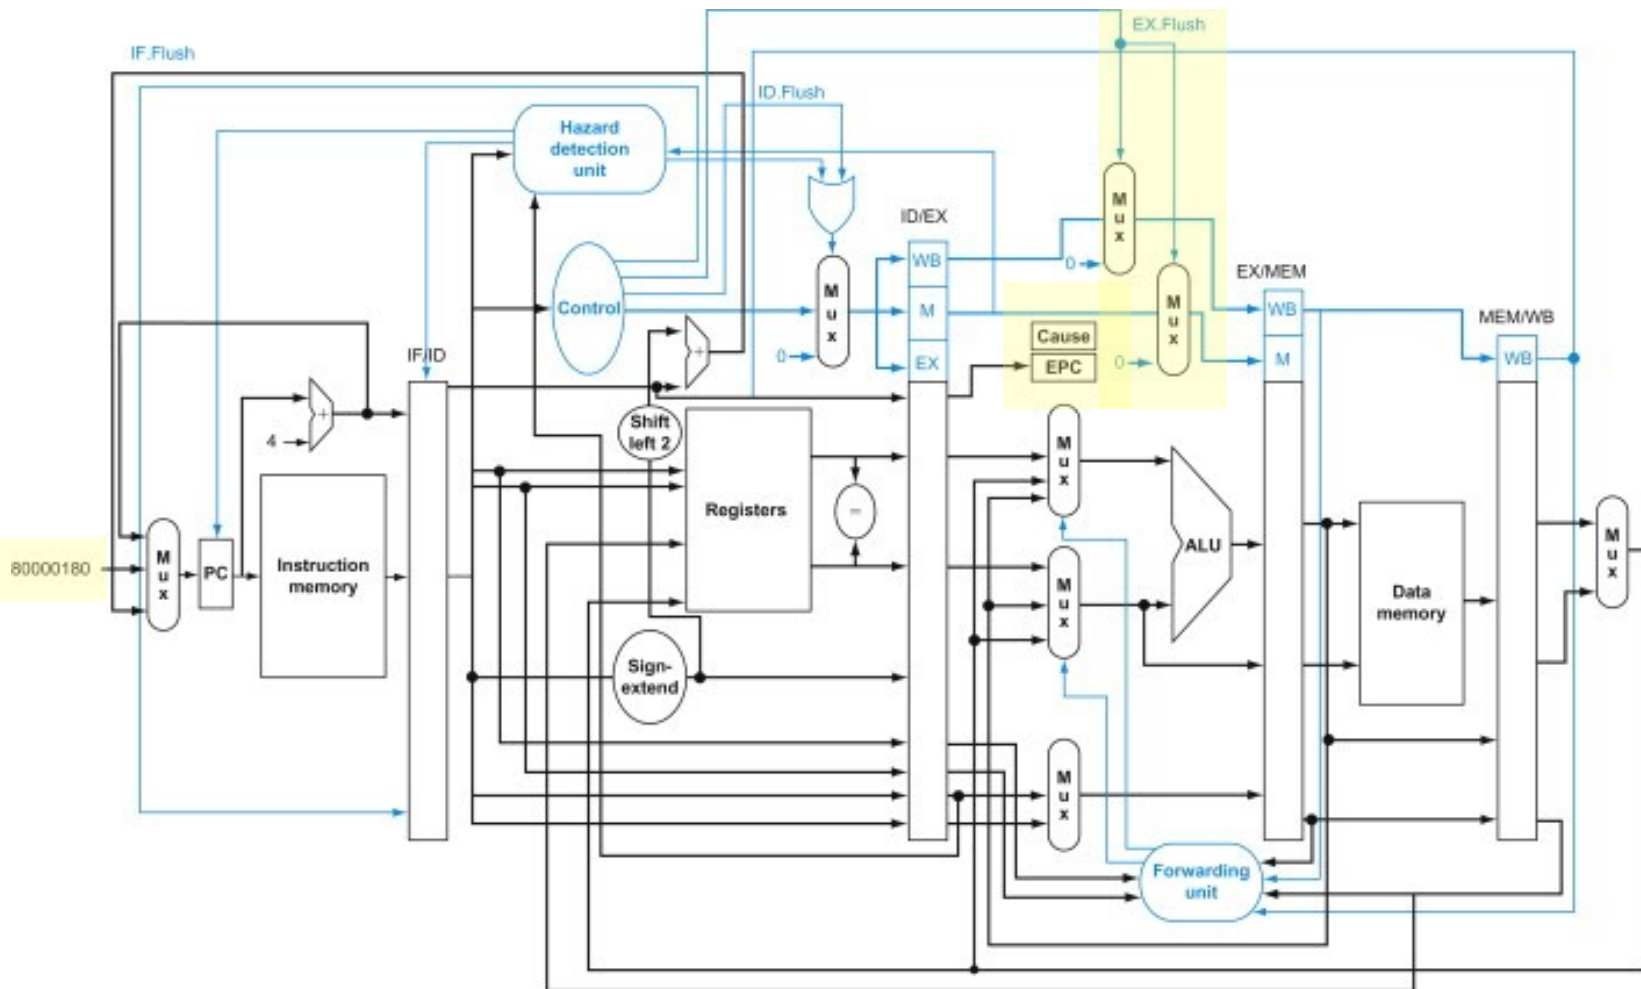 EX.Flush
IF.Flush
ID.Flush
Hazard
detection
unit
M
u
x
ID/EX
WB
0
EX/MEM
Control
M
u
x
M
M
u
x
WB
MEM/WB
Cause
IF/ID
0
EX
EPC
0
M
WB
+
+
4
Shift
left 2
M
u
x
Registers
=
M
u
x
80000180
PC
Instruction
memory
ALU
M
u
x
M
u
x
Data
memory
Sign-
extend
M
u
x
Forwarding
unit